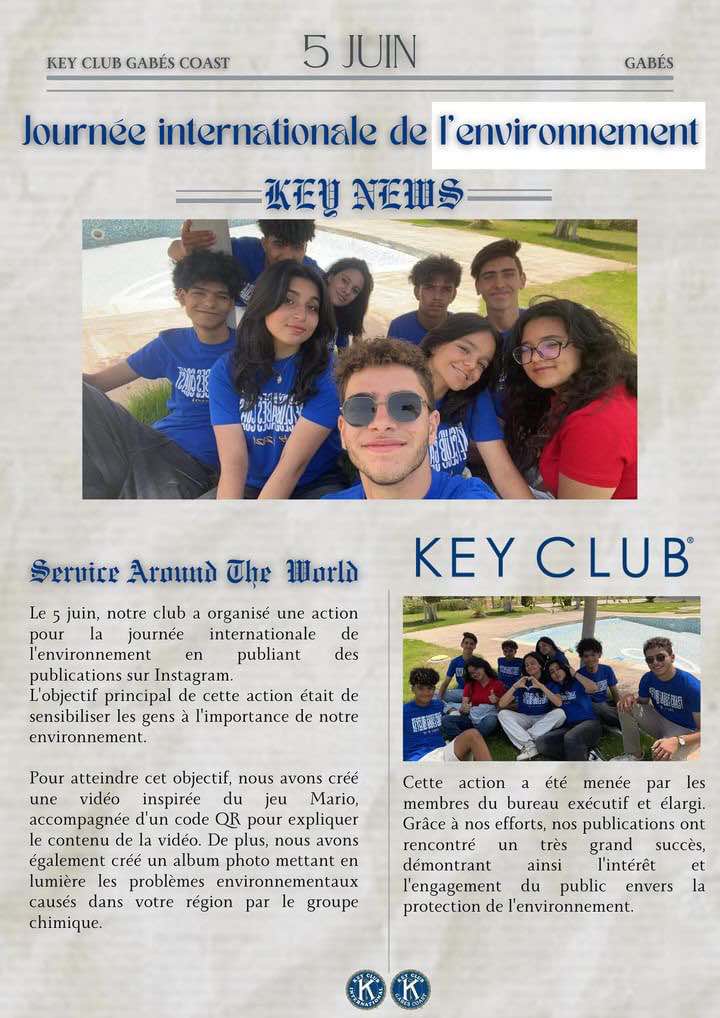 KEY CLUB GABÉS COAST
5 JUIN
GABÉS
Journée internationale de l'environnement
KEY NEWS
Service Around The World
Le 5 juin, notre club a organisé une action
pour la journée internationale de
l'environnement en publiant des
publications sur Instagram.
L'objectif principal de cette action était de
sensibiliser les gens à l'importance de notre
environnement.
Pour atteindre cet objectif, nous avons créé
une vidéo inspirée du jeu Mario,
accompagnée d'un code QR pour expliquer
le contenu de la vidéo. De plus, nous avons
également créé un album photo mettant en
lumière les problèmes environnementaux
causés dans votre région par le groupe
chimique.
KEY CLUB®
Cette action a été menée par les
membres du bureau exécutif et élargi.
Grâce à nos efforts, nos publications ont
rencontré un très grand succès,
démontrant ainsi l'intérêt et
l'engagement du public envers la
protection de l'environnement.
KEY CLUB
K
INTERNATIONAL
KEY CLUB
K
GABÉS COAST